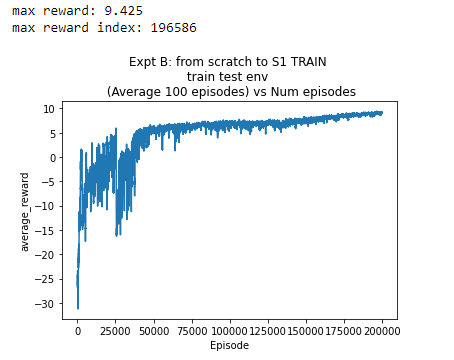 max reward: 9.425
max reward index: 196586
Expt B: from scratch to S1 TRAIN
train test env
(Average 100 episodes) vs Num episodes
average_reward
10
5
0
−5
−10
−15
−20
−25
−30
0 25000 50000 75000 100000 125000 150000 175000 200000
Episode